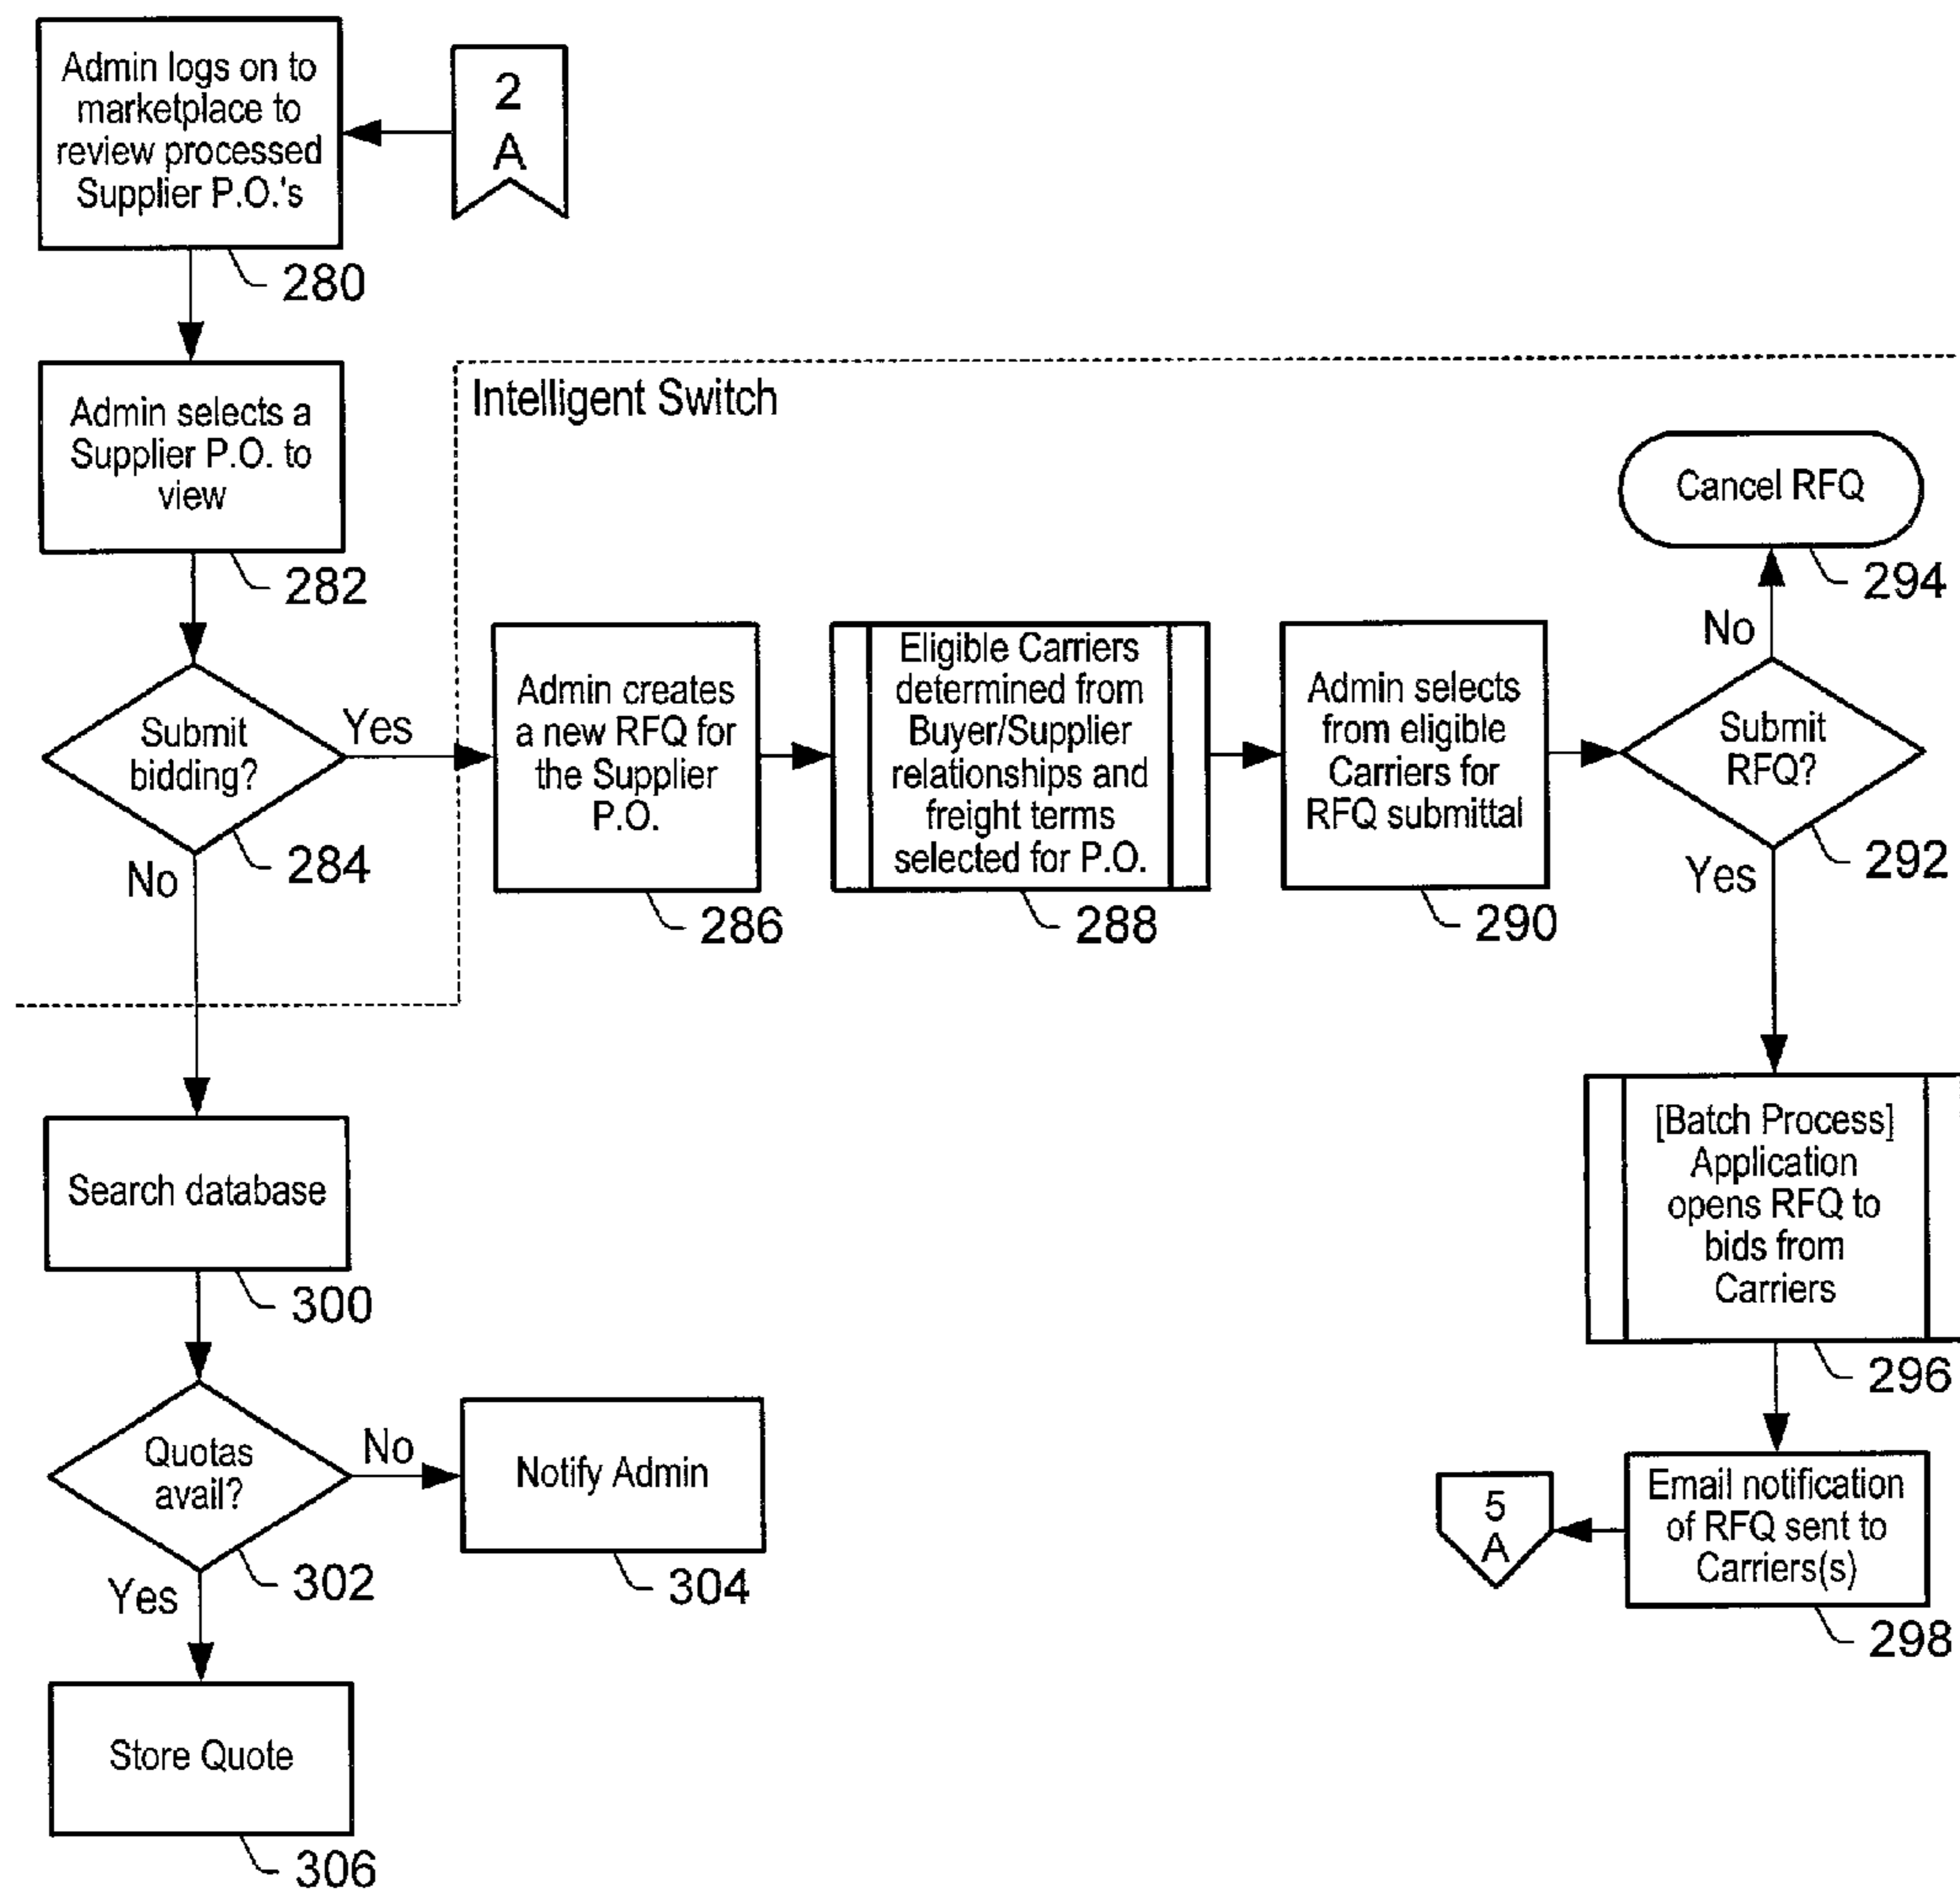 Admin logs on to
marketplace to
review processed
Supplier P.O.'s
2
A
280
Admin selects a
Supplier P.O. to
view
282
Intelligent Switch
Cancel RFQ
294
No
Submit
bidding?
Yes
284
No
Admin creates
a new RFQ for
the Supplier
P.O.
286
Eligible Carriers
determined from
Buyer/Supplier
relationships and
freight terms
selected for P.O.
288
Admin selects
from eligible
Carriers for
RFQ submittal
290
Submit
RFQ?
292
Yes
[Batch Process]
Application
opens RFQ to
bids from
Carriers
296
Search database
300
Quotas
avail?
No
302
Yes
Notify Admin
304
5
A
Email notification
of RFQ sent to
Carriers(s)
298
Store Quote
306